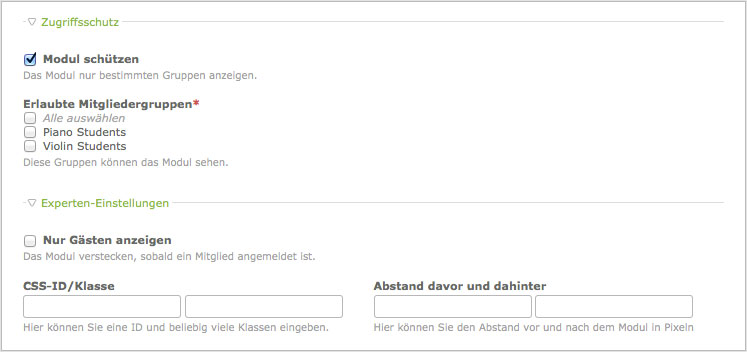 Zugriffsschutz
Modul schützen
Das Modul nur bestimmten Gruppen anzeigen.
Erlaubte Mitgliedergruppen*
Alle auswählen
Piano Students
Violin Students
Diese Gruppen können das Modul sehen.
Experten-Einstellungen
Nur Gästen anzeigen
Das Modul verstecken, sobald ein Mitglied angemeldet ist.
CSS-ID/Klasse
Hier können Sie eine ID und beliebig viele Klassen eingeben.
Abstand davor und dahinter
Hier können Sie den Abstand vor und nach dem Modul in Pixeln